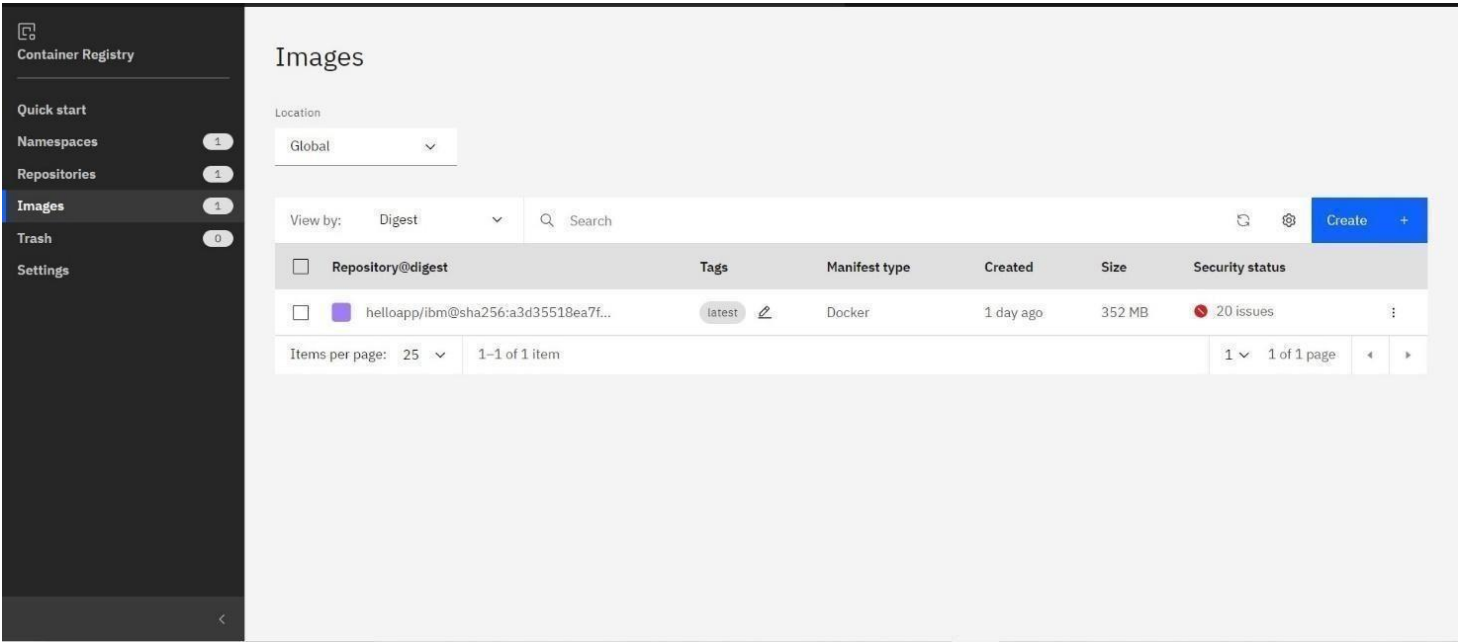 Container Registry
Quick start
Namespaces 1
Repositories 1
Images 1
Trash 0
Settings
Images
Location
Global
View by: Digest Search Create +
Repository@digest Tags Manifest type Created Size Security status
helloapp/ibm@sha256:a3d35518ea7f... latest Docker 1 day ago 352 MB 20 issues
Items per page: 25 1–1 of 1 item 1 1 of 1 page